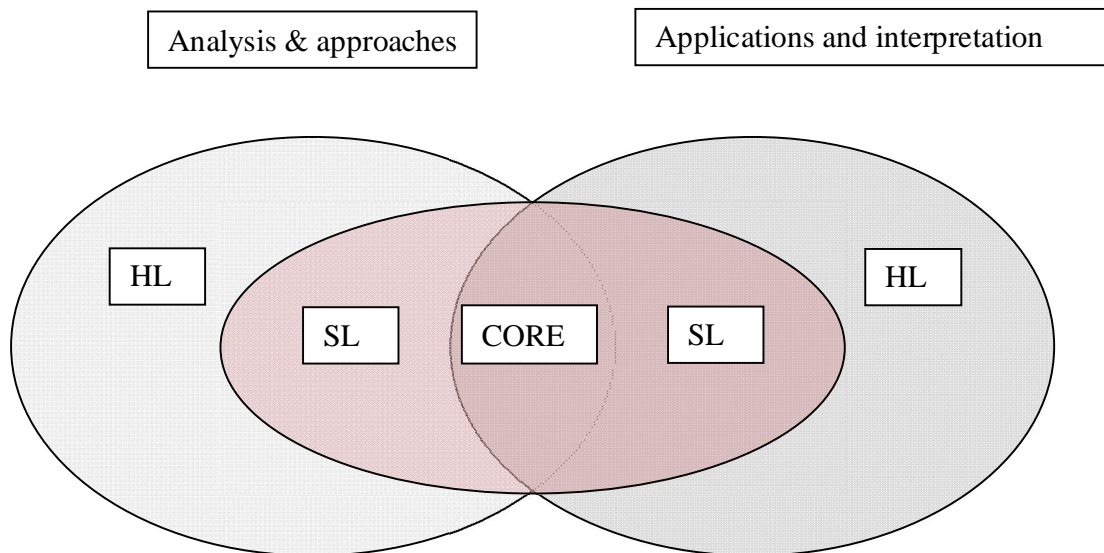 Analysis & approaches
Applications and interpretation
HL
HL
SL
CORE
SL